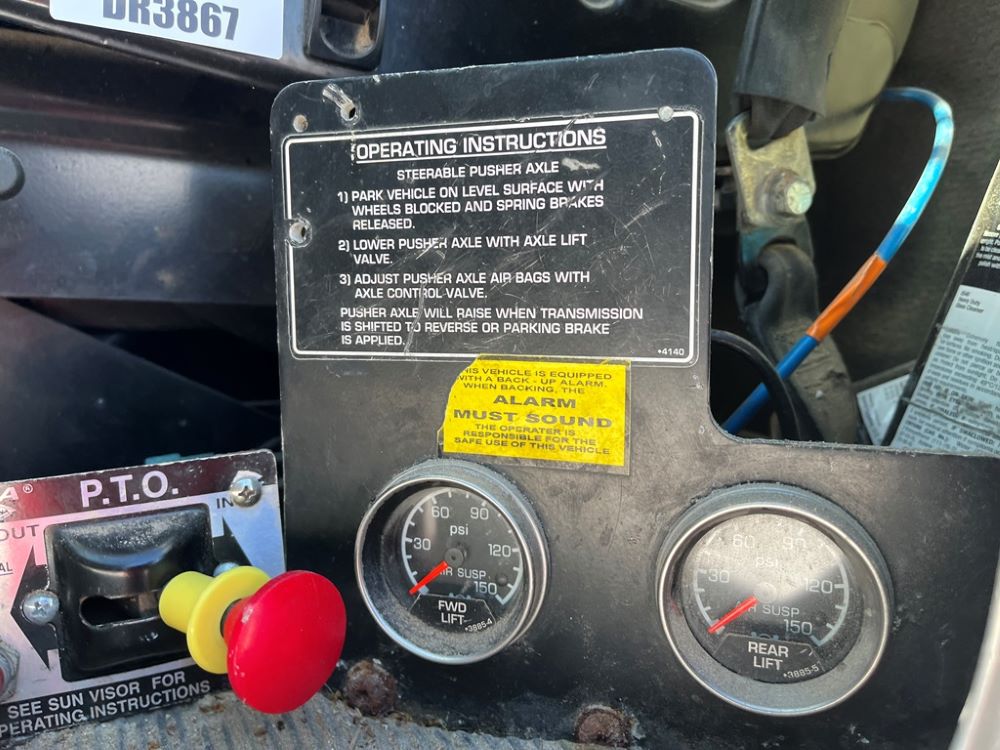 DR3867
OPERATING INSTRUCTIONS
STEERABLE PUSHER AXLE
1) PARK VEHICLE ON LEVEL SURFACE WITH
WHEELS BLOCKED AND SPRING BRAKES
RELEASED.
2) LOWER PUSHER AXLE WITH AXLE LIFT
VALVE.
3) ADJUST PUSHER AXLE AIR BAGS WITH
AXLE CONTROL VALVE.
PUSHER AXLE WILL RAISE WHEN TRANSMISSION
IS SHIFTED TO REVERSE OR PARKING BRAKE
IS APPLIED.
•4140
HIS VEHICLE IS EQUIPPED
WITH A BACK - UP ALARM.
WHEN BACKING, THE
ALARM
MUST SOUND
THE OPERATER IS
RESPONSIBLE FOR THE
SAFE USE OF THIS VEHICLE
A®
P.T.O.
OUT
IN
AL
SEE SUN VISOR FOR
OPERATING INSTRUCTIONS
60 90
psi
30 120
AIR SUSP
150
FWD
LIFT
•3885-4
60 90
psi
30 120
AIR SUSP
150
REAR
LIFT
•3885-5
Heavy Duty